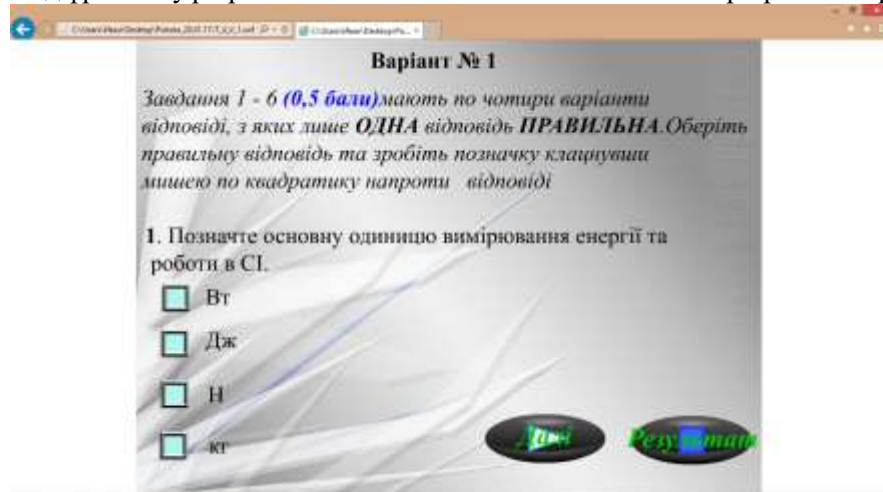 Варіант № 1
Завдання 1 - 6 (0,5 бали)мають по чотири варіанти
відповіді, з яких лише ОДНА відповідь ПРАВИЛЬНА.Оберіть
правильну відповідь та зробіть позначку клацнувши
мишею по квадратику напроти відповіді
1. Позначте основну одиницю вимірювання енергії та
роботи в СІ.
Вт
Дж
Н
кг
Далі
Результат